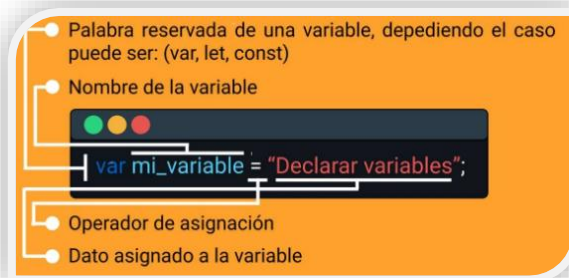 Palabra reservada de una variable, depediendo el caso
puede ser: (var, let, const)
Nombre de la variable
var mi_variable = “Declarar variables”;
Operador de asignación
Dato asignado a la variable